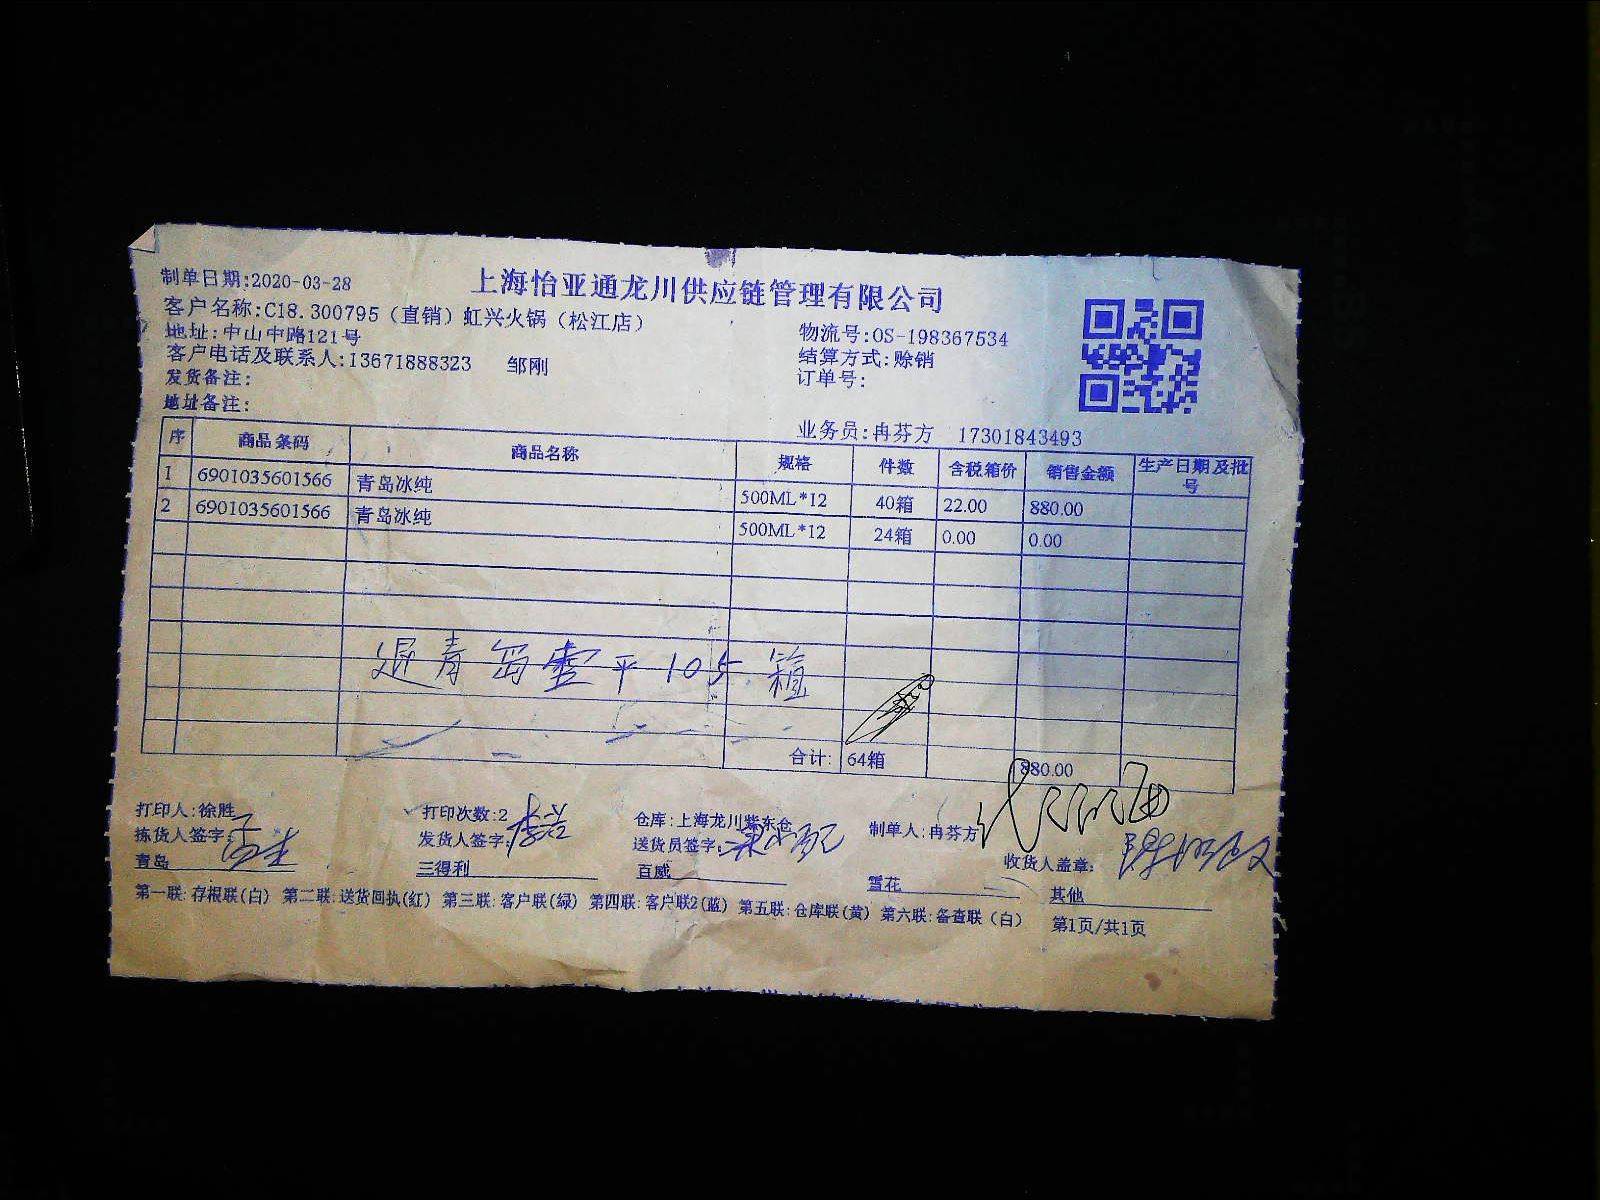 上海怡亚通龙川供应链管理有限公司
制单日期:2020-03-28
客户名称:C18.300795（直销）虹兴火锅（松江店）
地址:中山中路121号
物流号:OS-198367534
客户电话及联系人:13671888323 邹刚
结算方式:赊销
发货备注:
订单号:
地址备注:
业务员:冉芬方 17301843493
序 商品条码 商品名称 规格 件数 含税箱价 销售金额 生产日期及批号
1 6901035601566 青岛冰纯 500ML*12 40箱 22.00 880.00
2 6901035601566 青岛冰纯 500ML*12 24箱 0.00 0.00
退青岛空平105箱
合计: 64箱 880.00
打印人:徐胜 打印次数:2 仓库:上海龙川紫东仓 制单人:冉芬方
拣货人签字: 发货人签字: 送货员签字: 收货人盖章:
青岛 三得利 百威 雪花 其他
第一联:存根联(白) 第二联:送货回执(红) 第三联:客户联(绿) 第四联:客户联2(蓝) 第五联:仓库联(黄) 第六联:备查联（白） 第1页/共1页